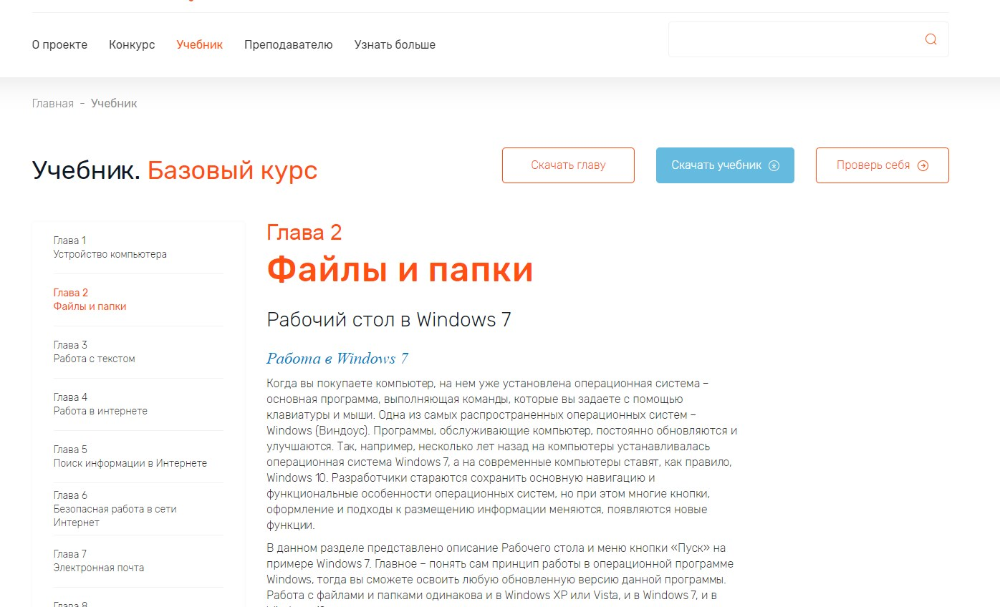 О проекте Конкурс Учебник Преподавателю Узнать больше
Главная - Учебник
Учебник. Базовый курс
Скачать главу Скачать учебник Проверь себя
Глава 1
Устройство компьютера
Глава 2
Файлы и папки
Глава 3
Работа с текстом
Глава 4
Работа в интернете
Глава 5
Поиск информации в Интернете
Глава 6
Безопасная работа в сети
Интернет
Глава 7
Электронная почта
Глава 8
Глава 2
Файлы и папки
Рабочий стол в Windows 7
Работа в Windows 7
Когда вы покупаете компьютер, на нем уже установлена операционная система –
основная программа, выполняющая команды, которые вы задаете с помощью
клавиатуры и мыши. Одна из самых распространенных операционных систем –
Windows (Виндоус). Программы, обслуживающие компьютер, постоянно обновляются и
улучшаются. Так, например, несколько лет назад на компьютеры устанавливалась
операционная система Windows 7, а на современные компьютеры ставят, как правило,
Windows 10. Разработчики стараются сохранить основную навигацию и
функциональные особенности операционных систем, но при этом многие кнопки,
оформление и подходы к размещению информации меняются, появляются новые
функции.
В данном разделе представлено описание Рабочего стола и меню кнопки «Пуск» на
примере Windows 7. Главное – понять сам принцип работы в операционной программе
Windows, тогда вы сможете освоить любую обновленную версию данной программы.
Работа с файлами и папками одинакова и в Windows XP или Vista, и в Windows 7, и в